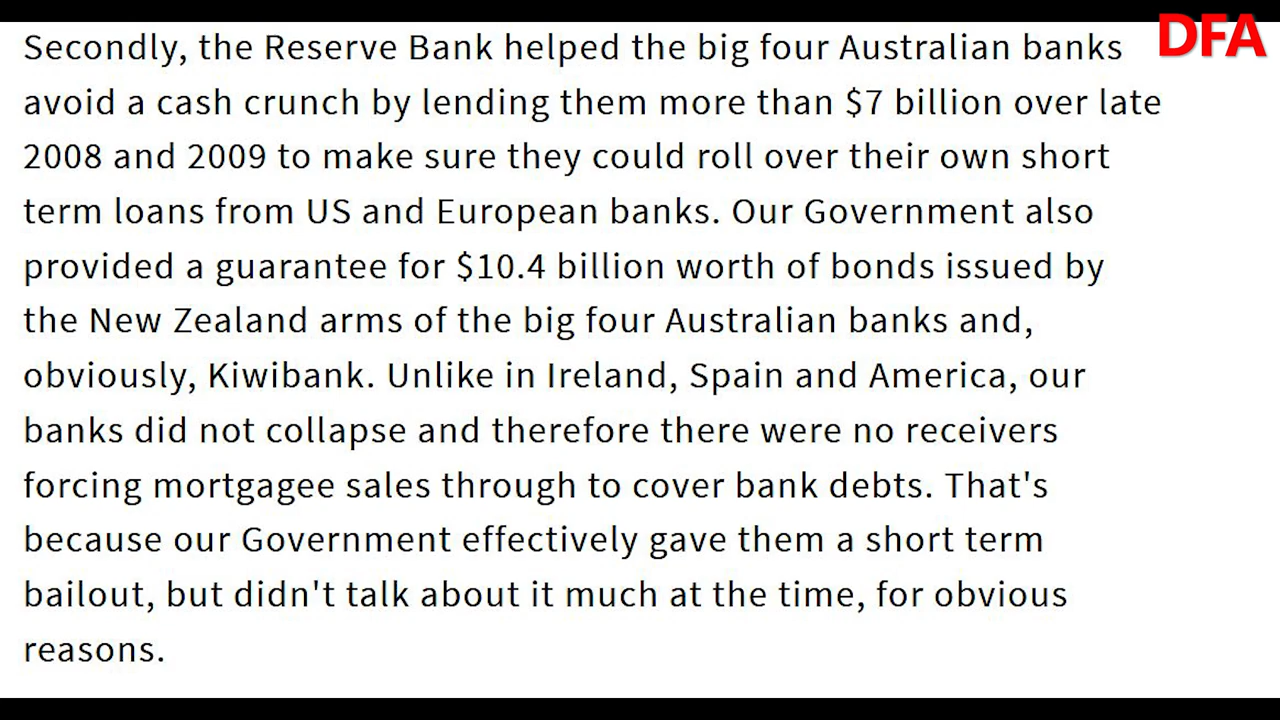 DFA
Secondly, the Reserve Bank helped the big four Australian banks
avoid a cash crunch by lending them more than $7 billion over late
2008 and 2009 to make sure they could roll over their own short
term loans from US and European banks. Our Government also
provided a guarantee for $10.4 billion worth of bonds issued by
the New Zealand arms of the big four Australian banks and,
obviously, Kiwibank. Unlike in Ireland, Spain and America, our
banks did not collapse and therefore there were no receivers
forcing mortgagee sales through to cover bank debts. That's
because our Government effectively gave them a short term
bailout, but didn't talk about it much at the time, for obvious
reasons.